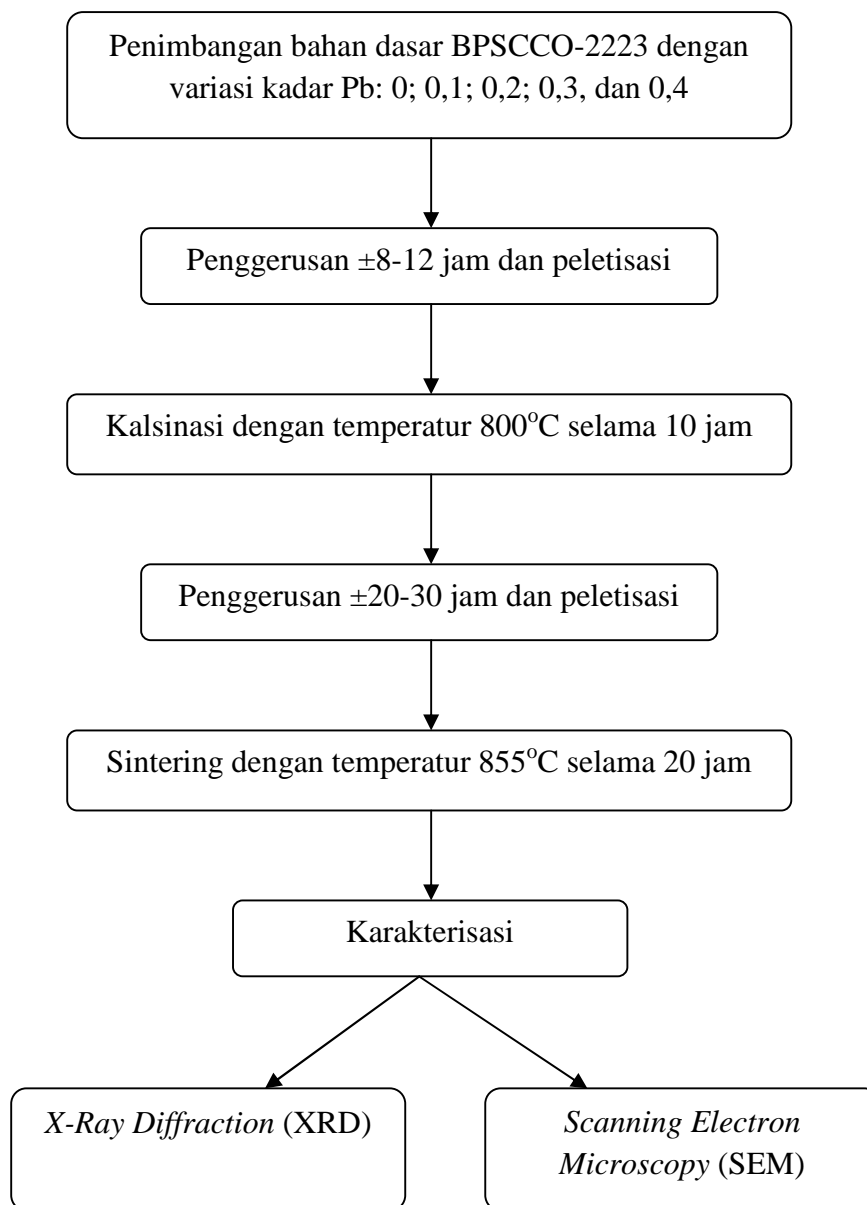 Penimbangan bahan dasar BPSCCO-2223 dengan
variasi kadar Pb: 0; 0,1; 0,2; 0,3, dan 0,4
Penggerusan ±8-12 jam dan peletisasi
Kalsinasi dengan temperatur 800°C selama 10 jam
Penggerusan ±20-30 jam dan peletisasi
Sintering dengan temperatur 855°C selama 20 jam
Karakterisasi
X-Ray Diffraction (XRD)
Scanning Electron
Microscopy (SEM)